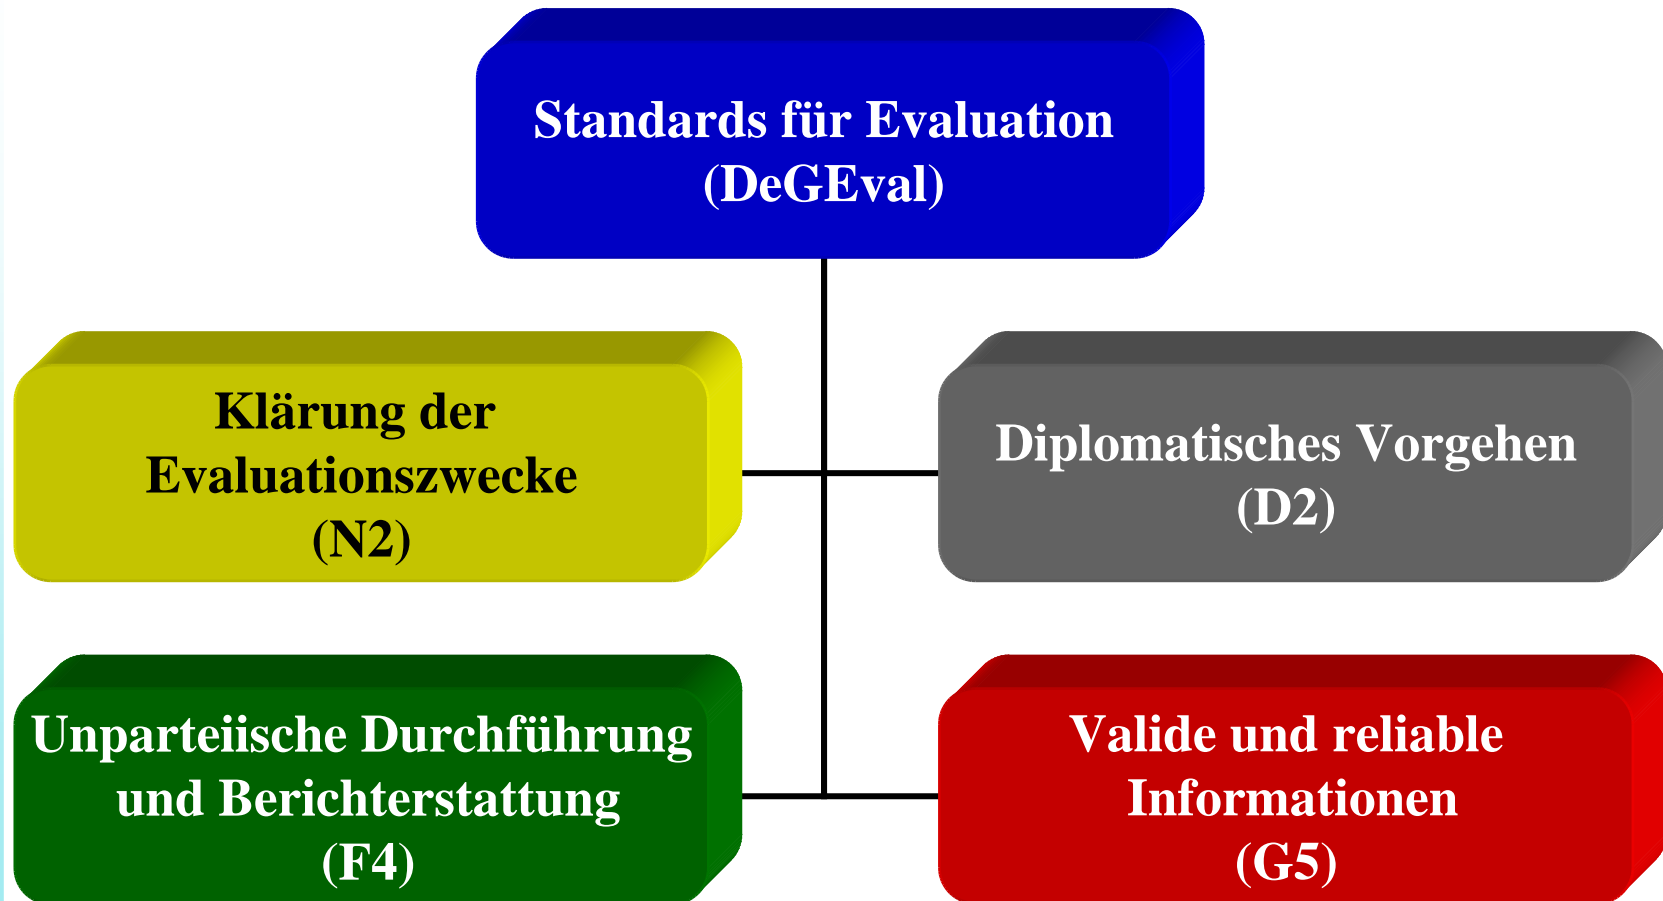 Standards für Evaluation
(DeGEval)
Klärung der
Evaluationszwecke
(N2)
Diplomatisches Vorgehen
(D2)
Unparteiische Durchführung
und Berichterstattung
(F4)
Valide und reliable
Informationen
(G5)